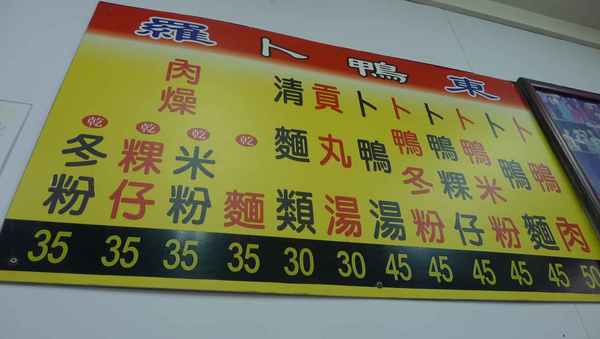 羅卜鴨東
卜鴨肉
50
卜鴨麵
45
卜鴨米粉
45
卜鴨粿仔
45
卜鴨冬粉
45
卜鴨湯
45
貢丸湯
30
清麵類
30
肉燥
乾麵
35
乾米粉
35
乾粿仔
35
乾冬粉
35